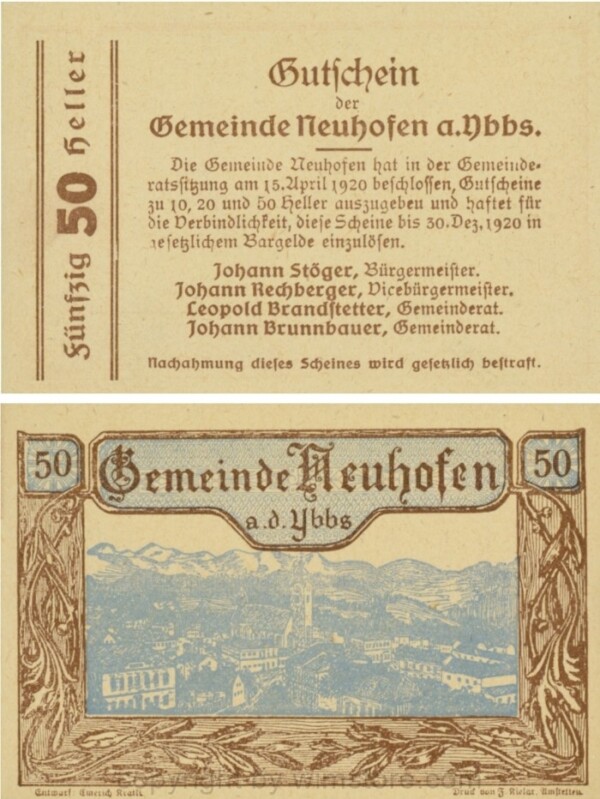 Fünfzig 50 Heller
Gutschein
der
Gemeinde Neuhofen a. Ybbs.
Die Gemeinde Neuhofen hat in der Gemeinde-
ratssitzung am 15. April 1920 beschlossen, Gutscheine
zu 10, 20 und 50 Heller auszugeben und haftet für
die Verbindlichkeit, diese Scheine bis 30. Dez. 1920 in
gesetzlichem Bargelde einzulösen.
Johann Stöger, Bürgermeister.
Johann Rechberger, Vicebürgermeister.
Leopold Brandstetter, Gemeinderat.
Johann Brunnbauer, Gemeinderat.
Nachahmung dieses Scheines wird gesetzlich bestraft.
50 Gemeinde Neuhofen 50
a. d. Ybbs
Entwurf: Emerich
Druck von F. Amstetten.